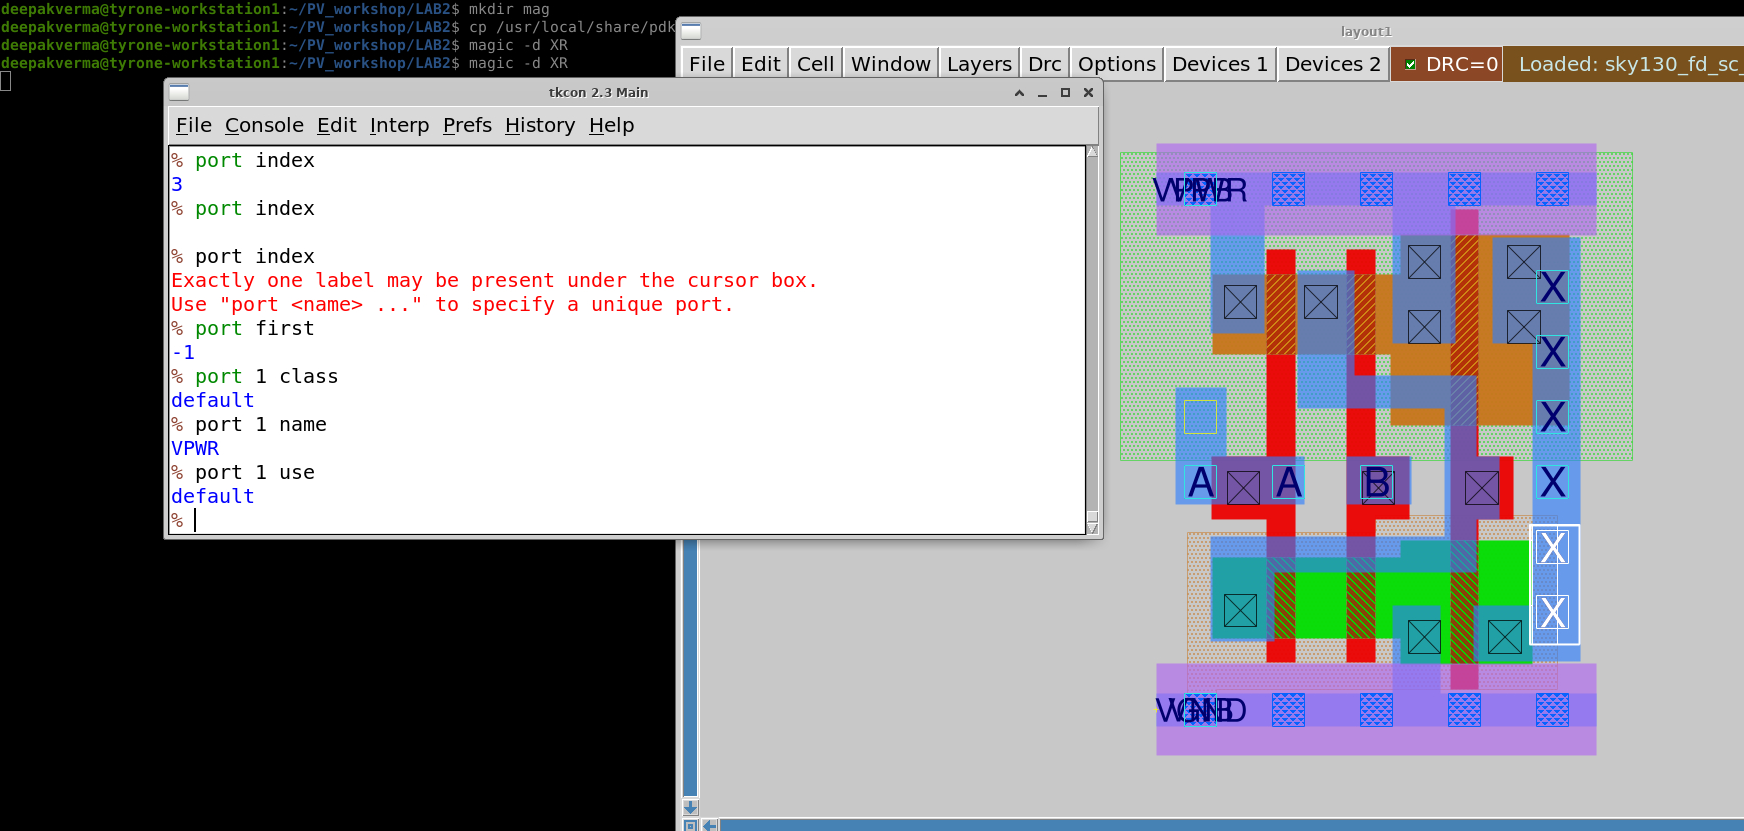 deepakverma@tyrone-workstation1:~/PV_workshop/LAB2$ mkdir mag
deepakverma@tyrone-workstation1:~/PV_workshop/LAB2$ cp /usr/local/share/pdk
deepakverma@tyrone-workstation1:~/PV_workshop/LAB2$ magic -d XR
deepakverma@tyrone-workstation1:~/PV_workshop/LAB2$ magic -d XR
layout1
File Edit Cell Window Layers Drc Options Devices 1 Devices 2 DRC=0 Loaded: sky130_fd_sc_
tkcon 2.3 Main
File Console Edit Interp Prefs History Help
% port index
3
% port index
% port index
Exactly one label may be present under the cursor box.
Use "port <name> ..." to specify a unique port.
% port first
-1
% port 1 class
default
% port 1 name
VPWR
% port 1 use
default
%
X
X
X
A A B X
X
X